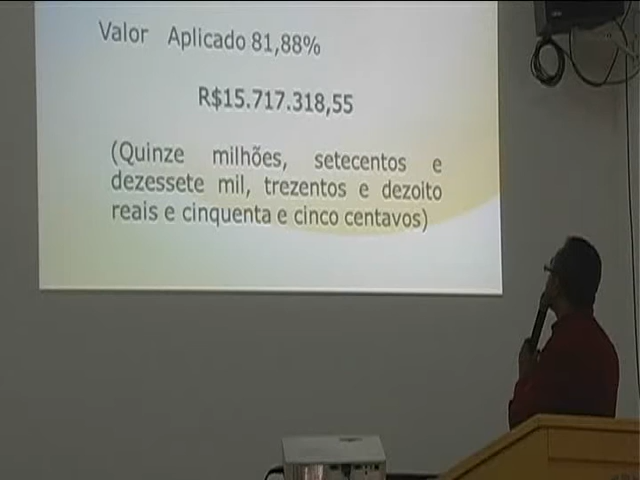 Valor Aplicado 81,88%
R$15.717.318,55
(Quinze milhões, setecentos e
dezessete mil, trezentos e dezoito
reais e cinquenta e cinco centavos)